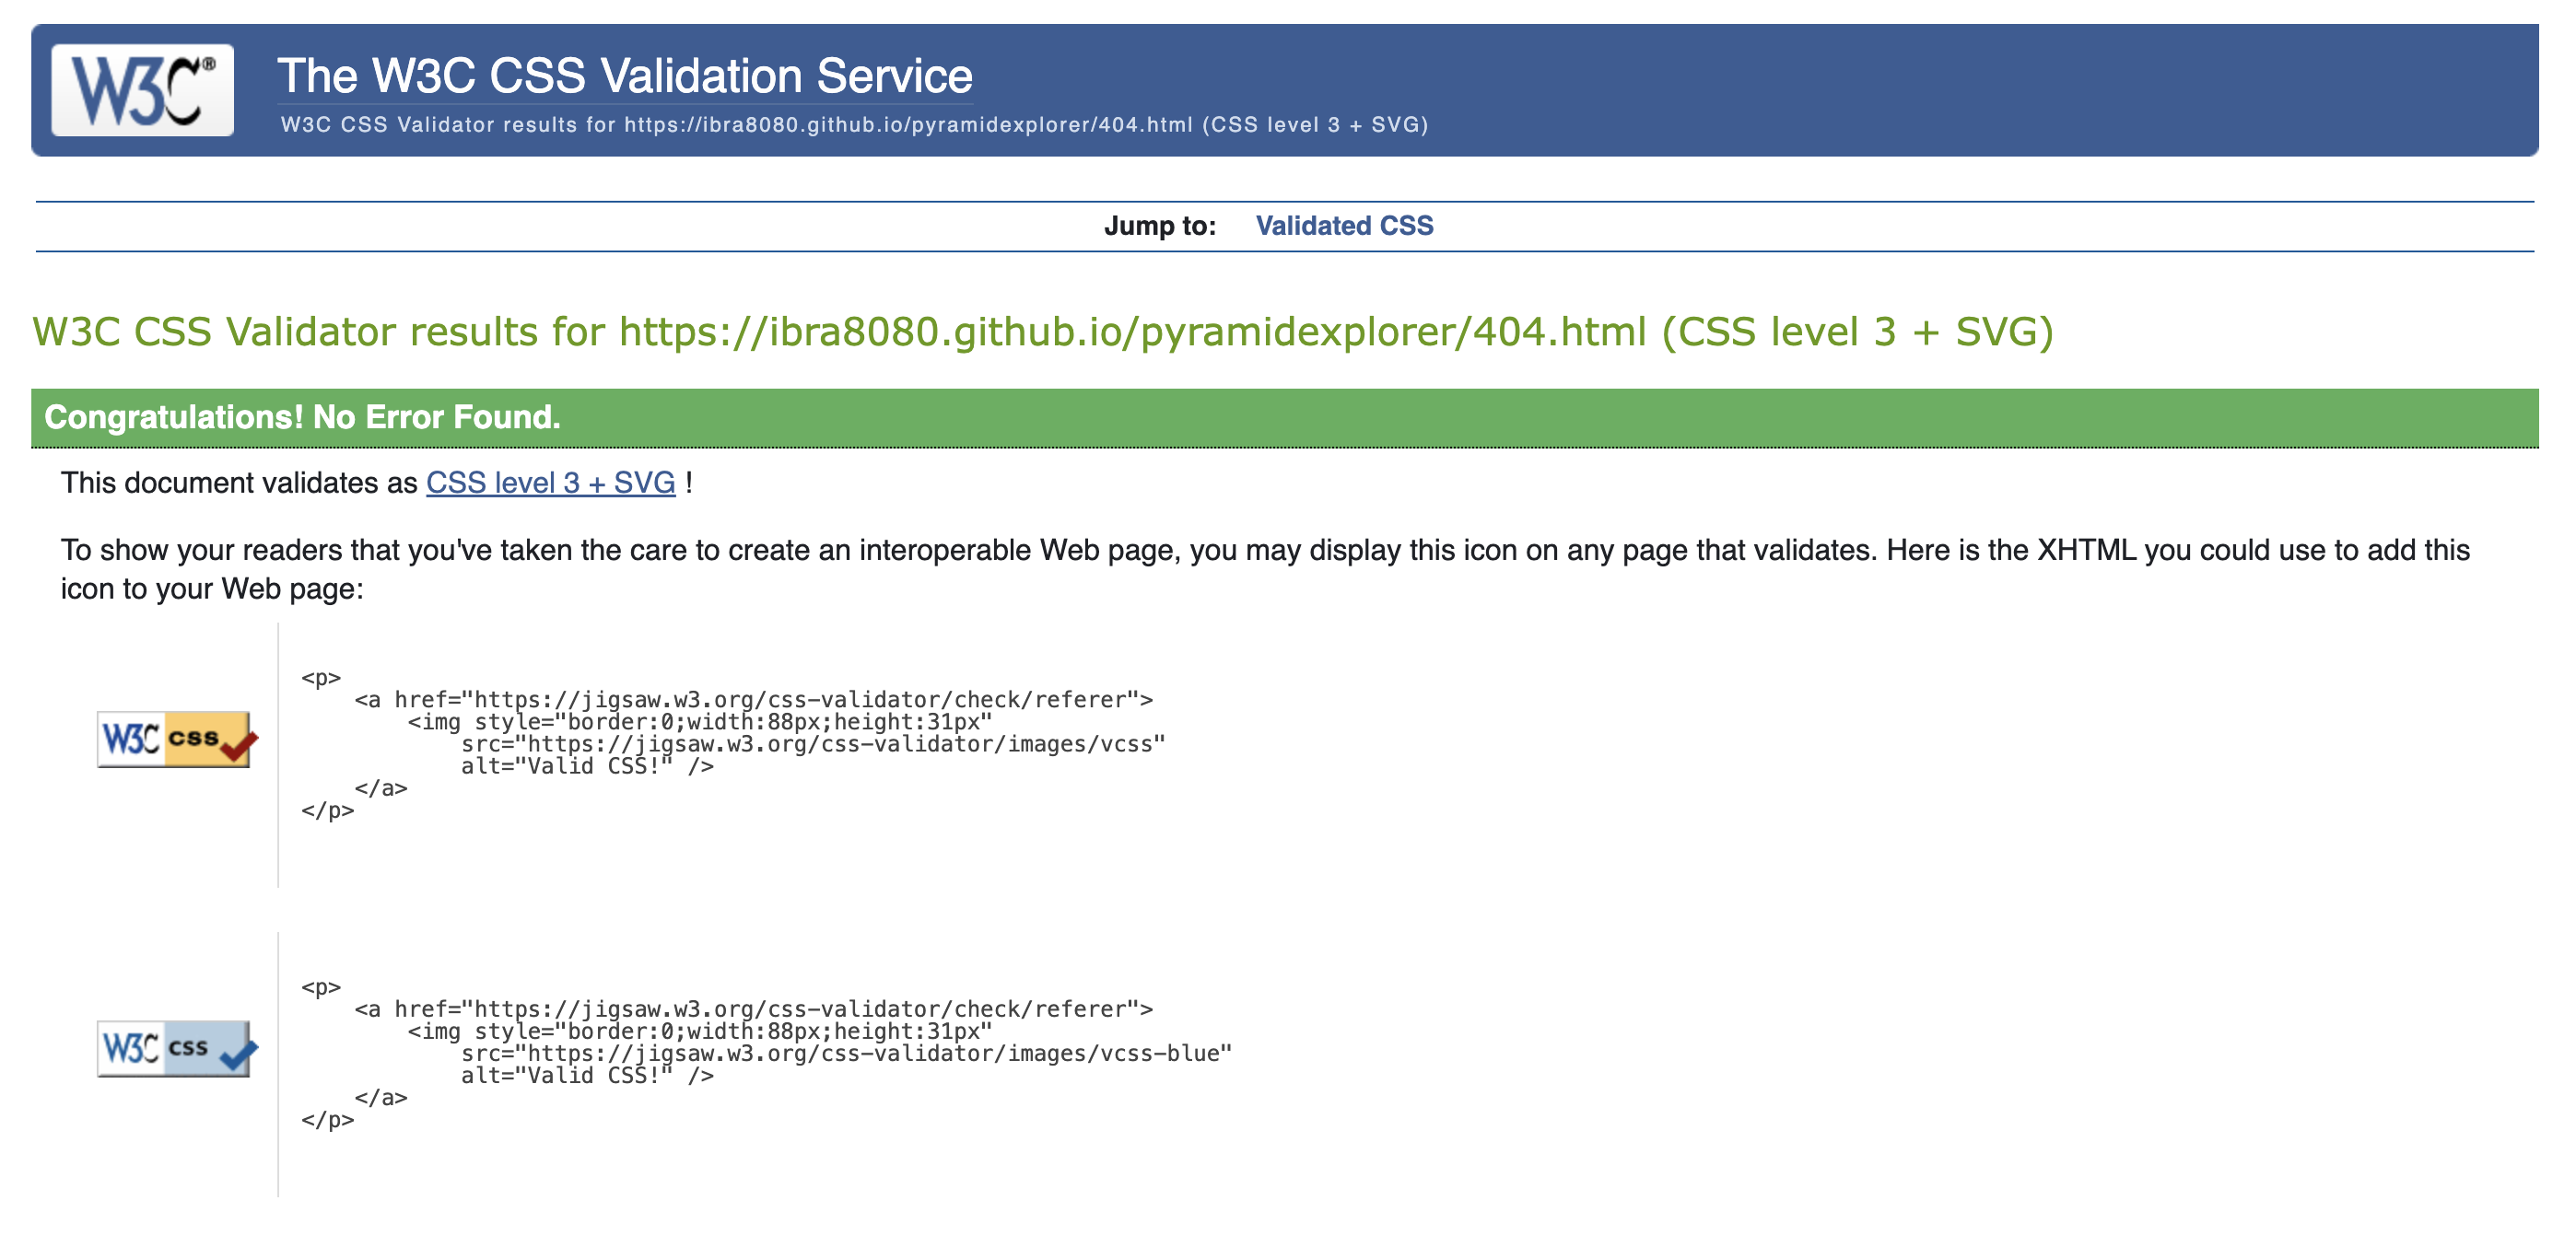 W3C®
The W3C CSS Validation Service
W3C CSS Validator results for https://ibra8080.github.io/pyramidexplorer/404.html (CSS level 3 + SVG)
Jump to: Validated CSS
W3C CSS Validator results for https://ibra8080.github.io/pyramidexplorer/404.html (CSS level 3 + SVG)
Congratulations! No Error Found.
This document validates as CSS level 3 + SVG !
To show your readers that you've taken the care to create an interoperable Web page, you may display this icon on any page that validates. Here is the XHTML you could use to add this
icon to your Web page:
W3C css
<p>
    <a href="https://jigsaw.w3.org/css-validator/check/referer">
        <img style="border:0;width:88px;height:31px"
            src="https://jigsaw.w3.org/css-validator/images/vcss"
            alt="Valid CSS!" />
    </a>
</p>
W3C css
<p>
    <a href="https://jigsaw.w3.org/css-validator/check/referer">
        <img style="border:0;width:88px;height:31px"
            src="https://jigsaw.w3.org/css-validator/images/vcss-blue"
            alt="Valid CSS!" />
    </a>
</p>